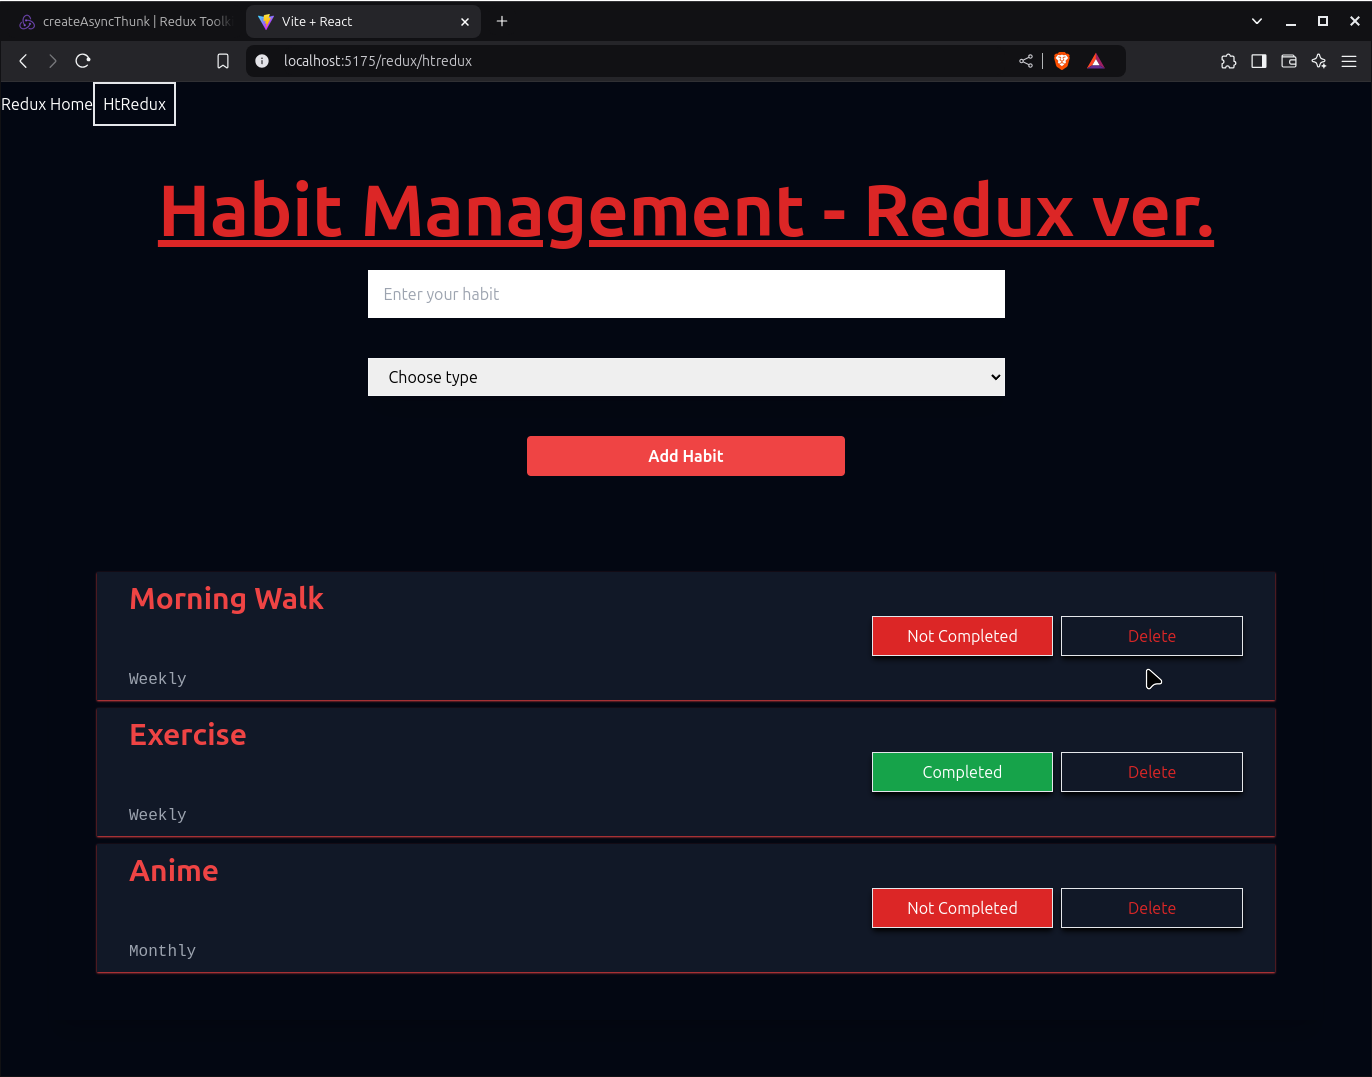 createAsyncThunk | Redux Toolk
Vite + React
localhost:5175/redux/htredux
Redux Home
HtRedux
Habit Management - Redux ver.
Enter your habit
Choose type
Add Habit
Morning Walk
Not Completed
Delete
Weekly
Exercise
Completed
Delete
Weekly
Anime
Not Completed
Delete
Monthly